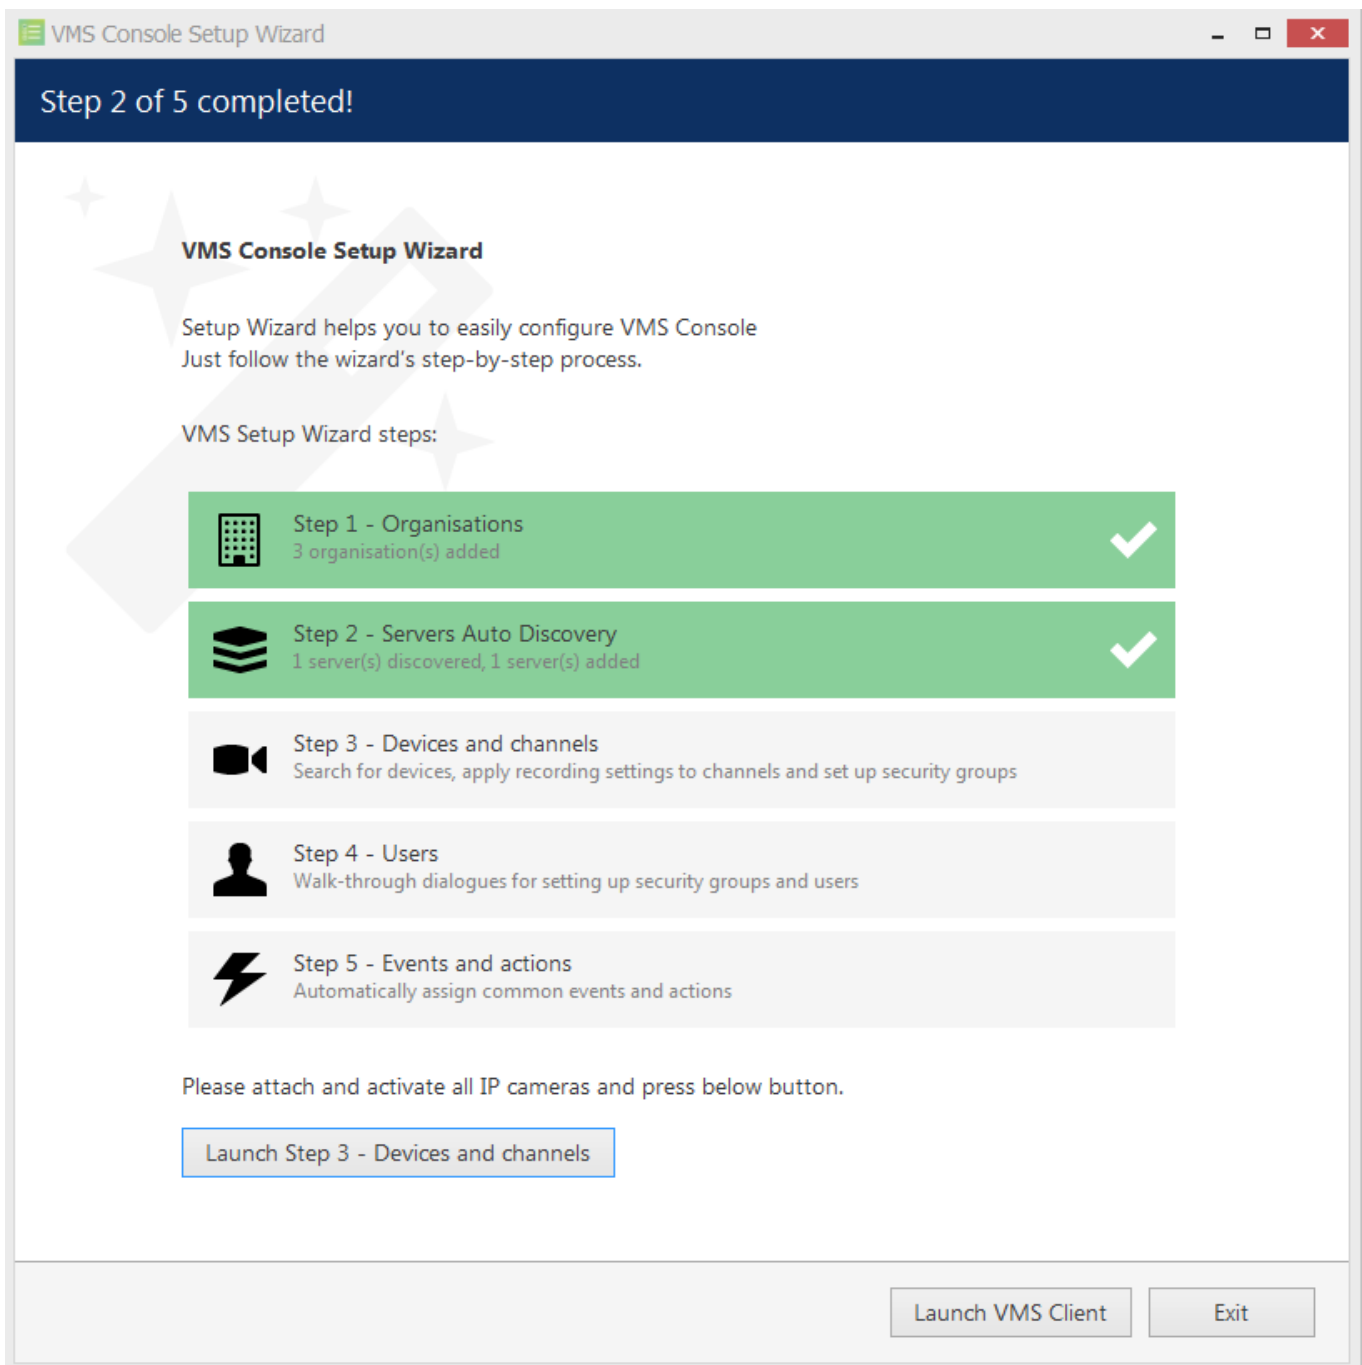 VMS Console Setup Wizard
Step 2 of 5 completed!
VMS Console Setup Wizard
Setup Wizard helps you to easily configure VMS Console
Just follow the wizard's step-by-step process.
VMS Setup Wizard steps:
Step 1 - Organisations
3 organisation(s) added
Step 2 - Servers Auto Discovery
1 server(s) discovered, 1 server(s) added
Step 3 - Devices and channels
Search for devices, apply recording settings to channels and set up security groups
Step 4 - Users
Walk-through dialogues for setting up security groups and users
Step 5 - Events and actions
Automatically assign common events and actions
Please attach and activate all IP cameras and press below button.
Launch Step 3 - Devices and channels
Launch VMS Client
Exit